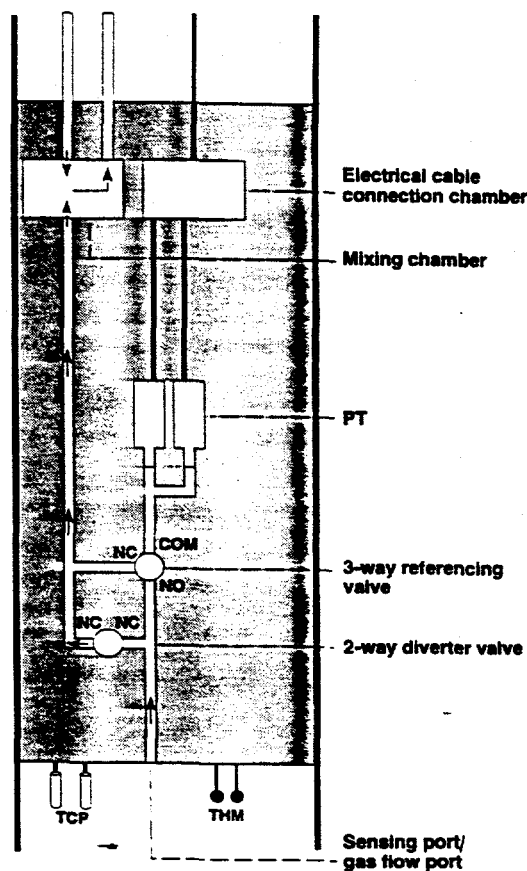 Electrical cable
connection chamber
Mixing chamber
PT
NC COM
3-way referencing
valve
NO
NC NC
2-way diverter valve
TCP
THM
Sensing port/
gas flow port